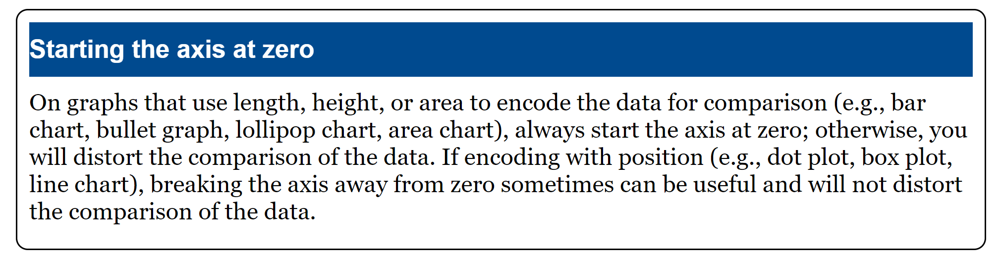 Starting the axis at zero
On graphs that use length, height, or area to encode the data for comparison (e.g., bar
chart, bullet graph, lollipop chart, area chart), always start the axis at zero; otherwise, you
will distort the comparison of the data. If encoding with position (e.g., dot plot, box plot,
line chart), breaking the axis away from zero sometimes can be useful and will not distort
the comparison of the data.